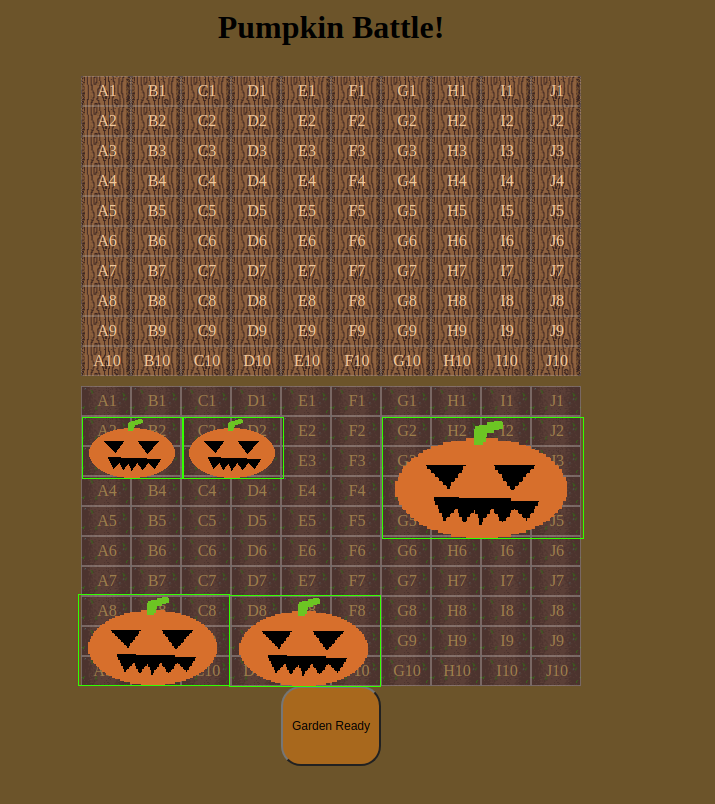 Pumpkin Battle!
A1 B1 C1 D1 E1 F1 G1 H1 I1 J1
A2 B2 C2 D2 E2 F2 G2 H2 I2 J2
A3 B3 C3 D3 E3 F3 G3 H3 I3 J3
A4 B4 C4 D4 E4 F4 G4 H4 I4 J4
A5 B5 C5 D5 E5 F5 G5 H5 I5 J5
A6 B6 C6 D6 E6 F6 G6 H6 I6 J6
A7 B7 C7 D7 E7 F7 G7 H7 I7 J7
A8 B8 C8 D8 E8 F8 G8 H8 I8 J8
A9 B9 C9 D9 E9 F9 G9 H9 I9 J9
A10 B10 C10 D10 E10 F10 G10 H10 I10 J10
A1 B1 C1 D1 E1 F1 G1 H1 I1 J1
A2 B2 C2 D2 E2 F2 G2 H2 I2 J2
E3 F3 J3
A4 B4 C4 D4 E4 F4
A5 B5 C5 D5 E5 F5 G5 J5
A6 B6 C6 D6 E6 F6 G6 H6 I6 J6
A7 B7 C7 D7 E7 F7 G7 H7 I7 J7
A8 C8 D8 F8 G8 H8 I8 J8
G9 H9 I9 J9
G10 H10 I10 J10
Garden Ready